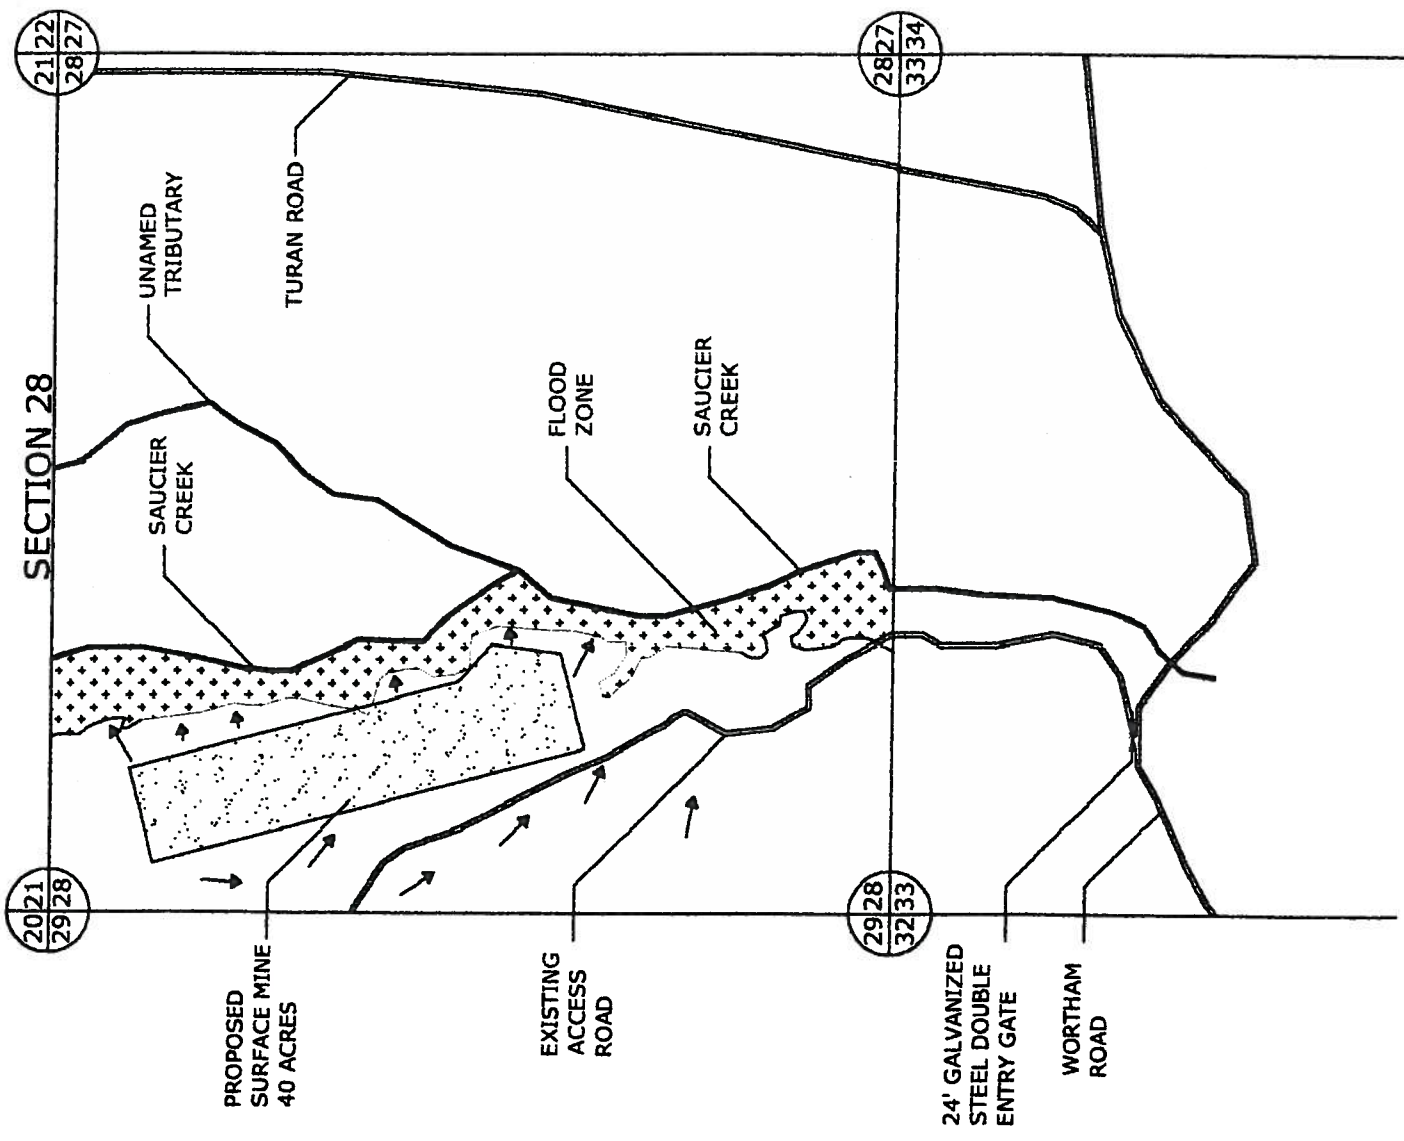 SECTION 28
21 22
28 27
20 21
29 28
28 27
33 34
29 28
32 33
UNAMED
TRIBUTARY
TURAN ROAD
SAUCIER
CREEK
FLOOD
ZONE
SAUCIER
CREEK
PROPOSED
SURFACE MINE
40 ACRES
EXISTING
ACCESS
ROAD
24' GALVANIZED
STEEL DOUBLE
ENTRY GATE
WORTHAM
ROAD